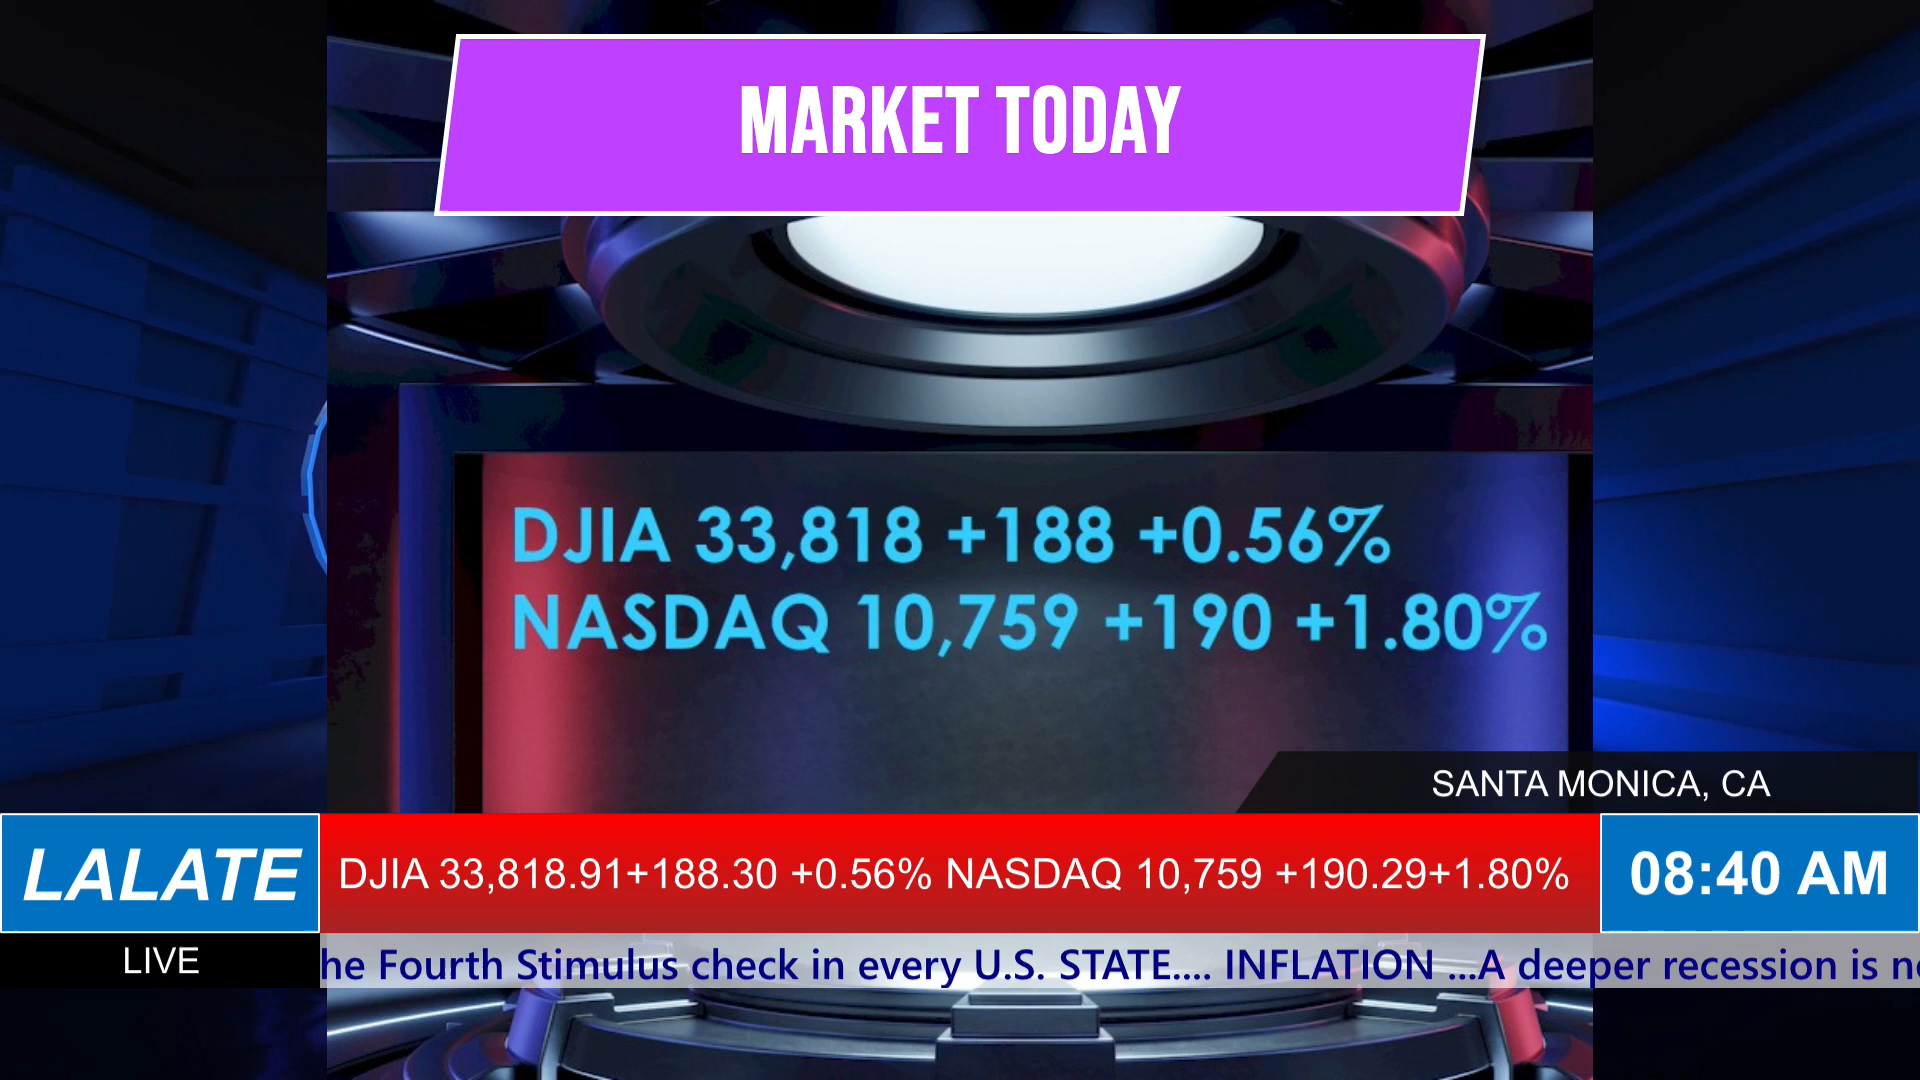 MARKET TODAY
DJIA 33,818 +188 +0.56%
NASDAQ 10,759 +190 +1.80%
SANTA MONICA, CA
LALATE
DJIA 33,818.91+188.30 +0.56% NASDAQ 10,759 +190.29+1.80%
08:40 AM
LIVE
he Fourth Stimulus check in every U.S. STATE.... INFLATION ...A deeper recession is n